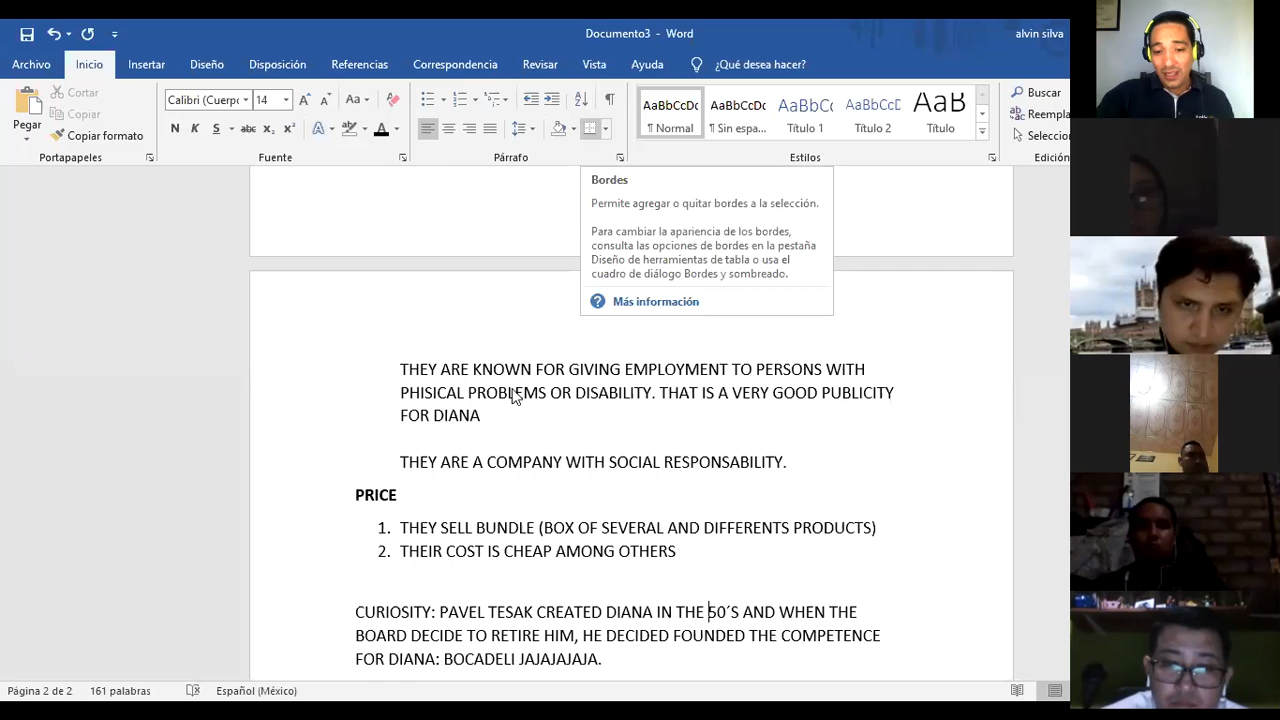 Documento3 - Word
alvin silva
Archivo Inicio Insertar Diseño Disposición Referencias Correspondencia Revisar Vista Ayuda ¿Qué desea hacer?
Pegar
Cortar
Copiar
Copiar formato
Portapapeles
Calibri (Cuerpo 14
Aa
N K S abc x₂ x²
A
Fuente
Párrafo
AaBbCcDc AaBbCcDc AaBbCc AaBbCcD AaB
¶ Normal ¶ Sin espa... Título 1 Título 2 Título
Estilos
Buscar
Reempla
Seleccio
Edición
Bordes
Permite agregar o quitar bordes a la selección.
Para cambiar la apariencia de los bordes,
consulta las opciones de bordes en la pestaña
Diseño de herramientas de tabla o usa el
cuadro de diálogo Bordes y sombreado.
? Más información
THEY ARE KNOWN FOR GIVING EMPLOYMENT TO PERSONS WITH
PHISICAL PROBLEMS OR DISABILITY. THAT IS A VERY GOOD PUBLICITY
FOR DIANA
THEY ARE A COMPANY WITH SOCIAL RESPONSABILITY.
PRICE
1. THEY SELL BUNDLE (BOX OF SEVERAL AND DIFFERENTS PRODUCTS)
2. THEIR COST IS CHEAP AMONG OTHERS
CURIOSITY: PAVEL TESAK CREATED DIANA IN THE 50´S AND WHEN THE
BOARD DECIDE TO RETIRE HIM, HE DECIDED FOUNDED THE COMPETENCE
FOR DIANA: BOCADELI JAJAJAJAJA.
Página 2 de 2 161 palabras Español (México)